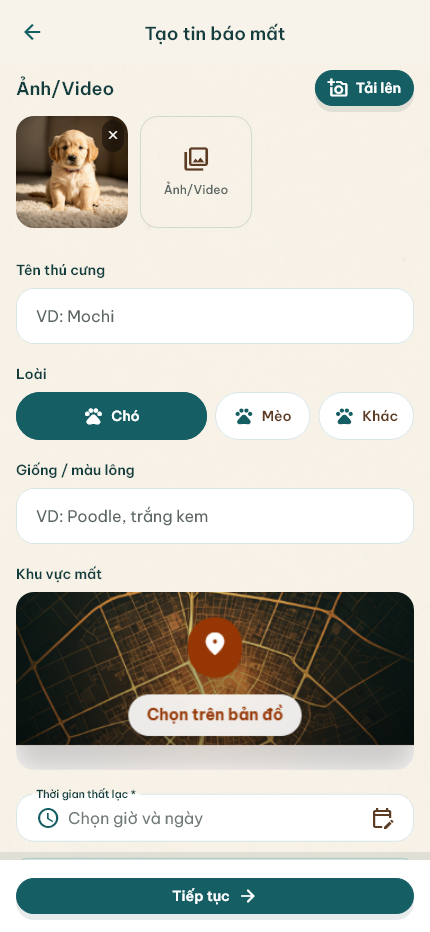 Tạo tin báo mất
Ảnh/Video
Tải lên
Ảnh/Video
Tên thú cưng
VD: Mochi
Loài
Chó
Mèo
Khác
Giống / màu lông
VD: Poodle, trắng kem
Khu vực mất
Chọn trên bản đồ
Thời gian thất lạc *
Chọn giờ và ngày
Tiếp tục